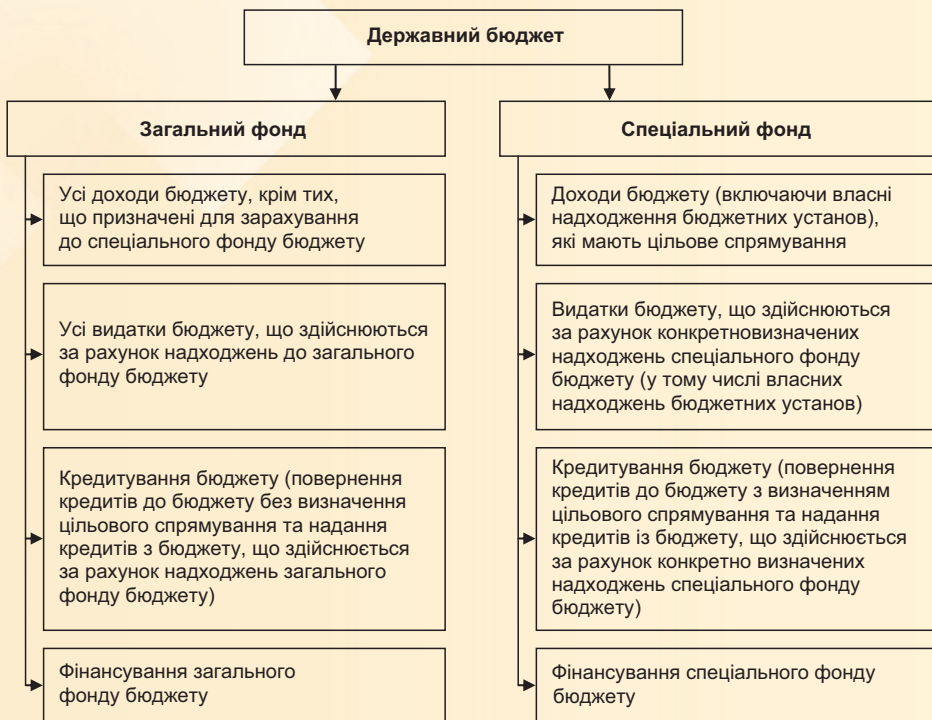 Державний бюджет
Загальний фонд
Усі доходи бюджету, крім тих,
що призначені для зарахування
до спеціального фонду бюджету
Усі видатки бюджету, що здійснюються
за рахунок надходжень до загального
фонду бюджету
Кредитування бюджету (повернення
кредитів до бюджету без визначення
цільового спрямування та надання
кредитів з бюджету, що здійснюється
за рахунок надходжень загального
фонду бюджету)
Фінансування загального
фонду бюджету
Спеціальний фонд
Доходи бюджету (включаючи власні
надходження бюджетних установ),
які мають цільове спрямування
Видатки бюджету, що здійснюються
за рахунок конкретновизначених
надходжень спеціального фонду
бюджету (у тому числі власних
надходжень бюджетних установ)
Кредитування бюджету (повернення
кредитів до бюджету з визначенням
цільового спрямування та надання
кредитів із бюджету, що здійснюється
за рахунок конкретно визначених
надходжень спеціального фонду
бюджету)
Фінансування спеціального фонду
бюджету